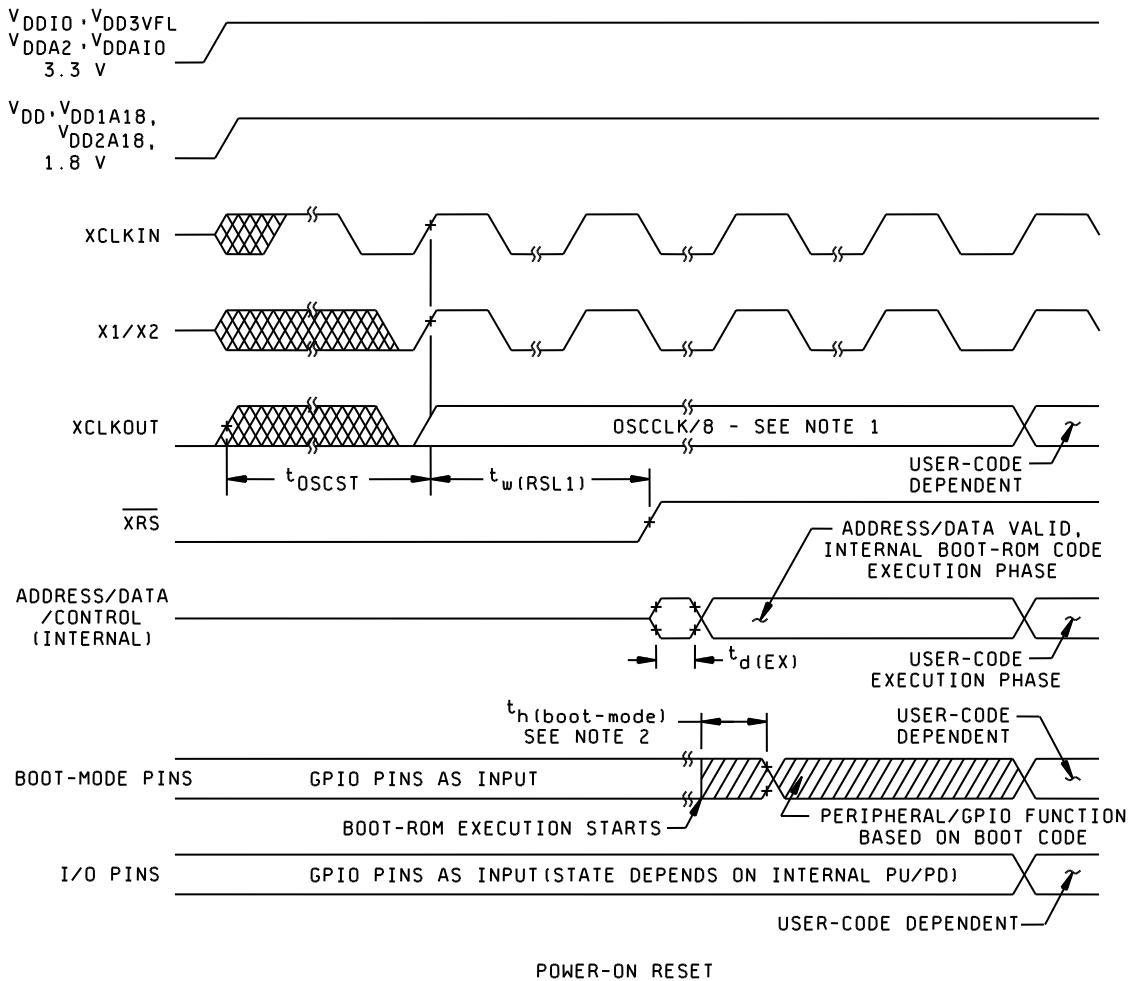 VDDIO, VDD3VFL
VDDA2, VDDAIO
3.3 V
VDD, VDD1A18,
VDD2A18,
1.8 V
XCLKIN
X1/X2
XCLKOUT
OSCCLK/8 - SEE NOTE 1
USER-CODE
DEPENDENT
tOSCST
tw(RSL1)
XRS
ADDRESS/DATA VALID,
INTERNAL BOOT-ROM CODE
EXECUTION PHASE
ADDRESS/DATA
/CONTROL
(INTERNAL)
td(EX)
USER-CODE
EXECUTION PHASE
th(boot-mode)
SEE NOTE 2
USER-CODE
DEPENDENT
BOOT-MODE PINS
GPIO PINS AS INPUT
BOOT-ROM EXECUTION STARTS
PERIPHERAL/GPIO FUNCTION
BASED ON BOOT CODE
I/O PINS
GPIO PINS AS INPUT(STATE DEPENDS ON INTERNAL PU/PD)
USER-CODE DEPENDENT
POWER-ON RESET